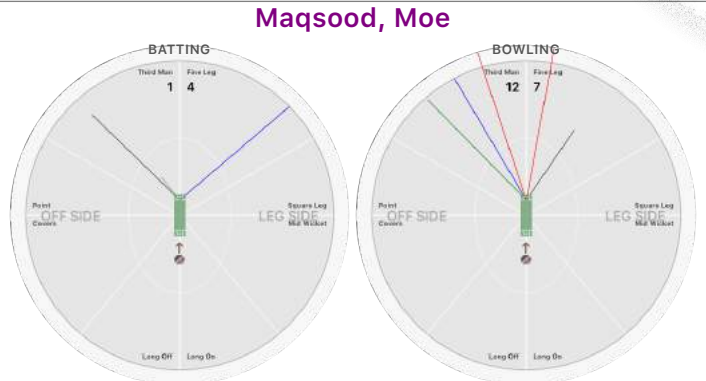 Maqsood, Moe
BATTING
Third Man Fine Leg
1 4
Point
Covers
OFF SIDE
LEG SIDE
Square Leg
Mid Wicket
Long Off Long On
BOWLING
Third Man Fine Leg
12 7
Point
Covers
OFF SIDE
LEG SIDE
Square Leg
Mid Wicket
Long Off Long On